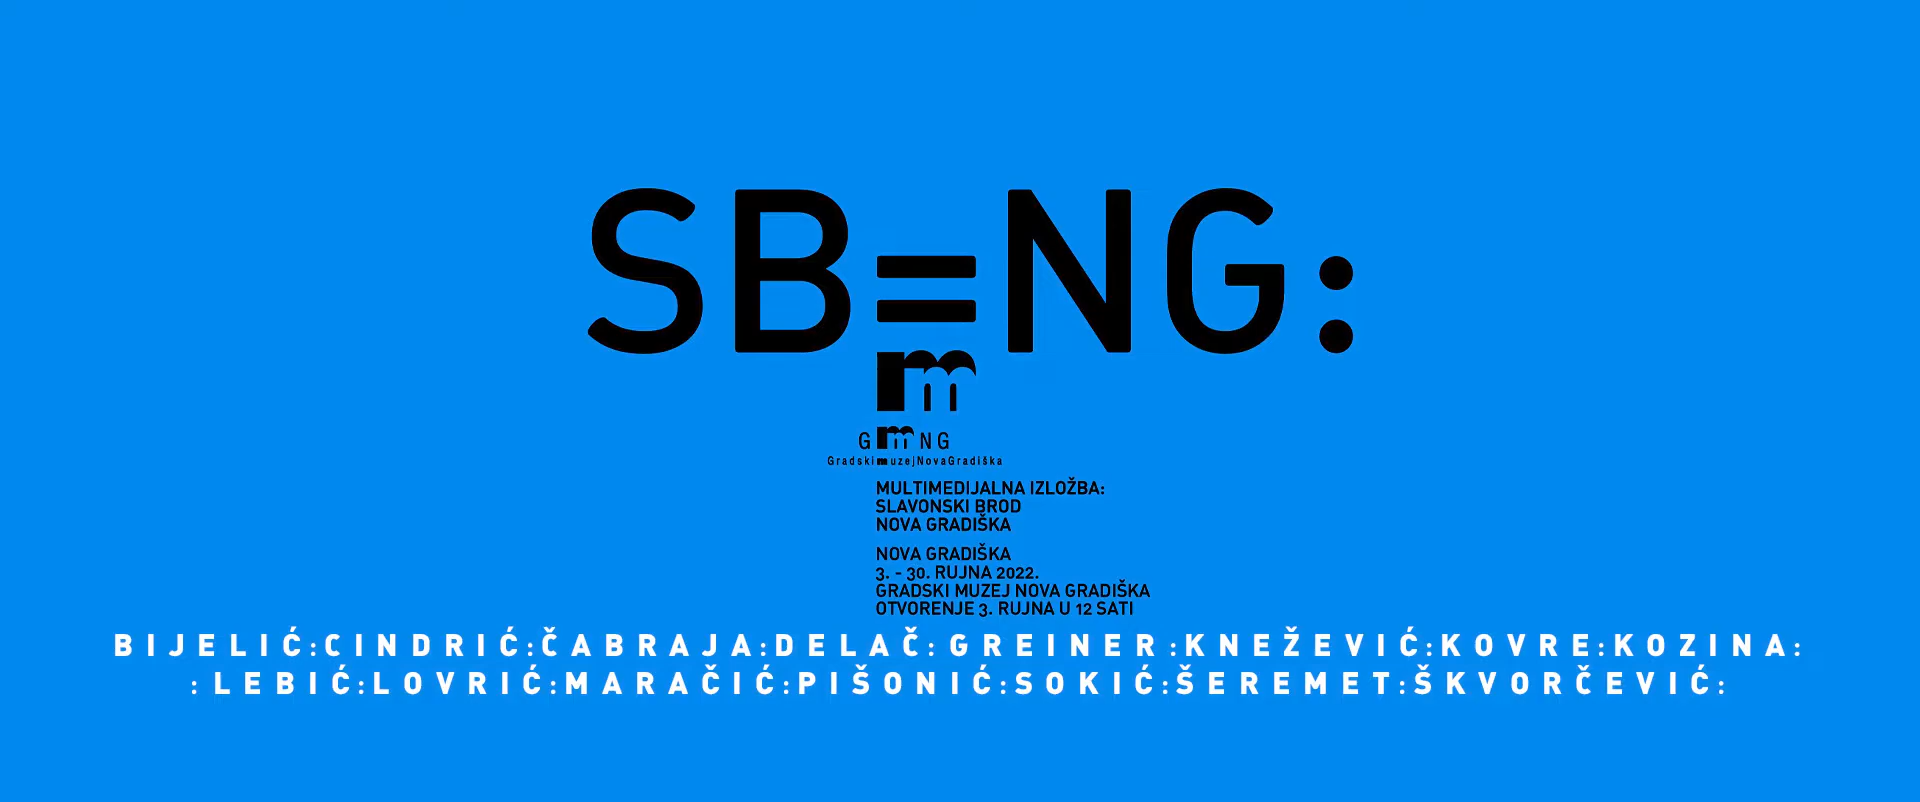 SB=NG:
m
GmNG
GradskimuzejNovaGradiška
MULTIMEDIJALNA IZLOŽBA:
SLAVONSKI BROD
NOVA GRADIŠKA
NOVA GRADIŠKA
3. - 30. RUJNA 2022.
GRADSKI MUZEJ NOVA GRADIŠKA
OTVORENJE 3. RUJNA U 12 SATI
BIJELIĆ:CINDRIĆ:ČABRAJA:DELAČ:GREINER:KNEŽEVIĆ:KOVRE:KOZINA:
:LEBIĆ:LOVRIĆ:MARAČIĆ:PIŠONIĆ:SOKIĆ:ŠEREMET:ŠKVORČEVIĆ: